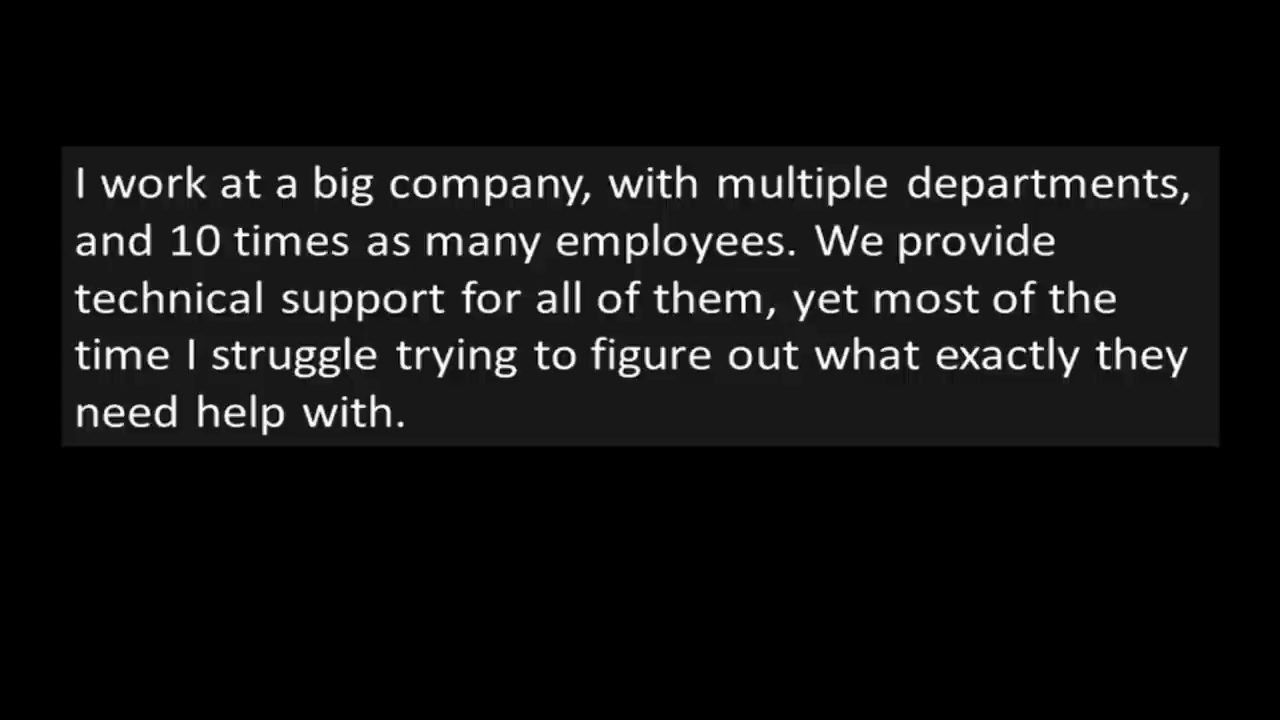 I work at a big company, with multiple departments,
and 10 times as many employees. We provide
technical support for all of them, yet most of the
time I struggle trying to figure out what exactly they
need help with.